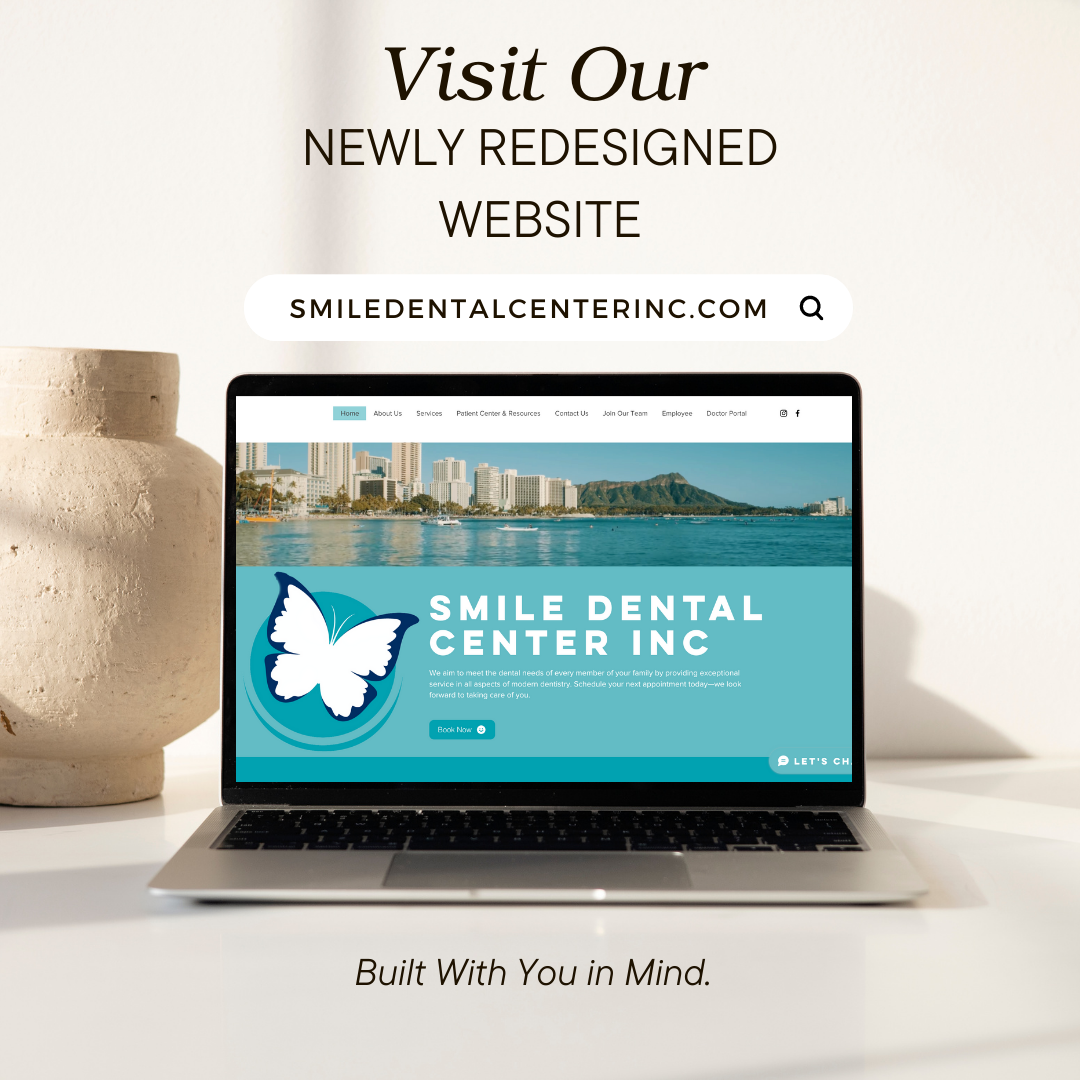 Visit Our
NEWLY REDESIGNED
WEBSITE
SMILEDENTALCENTERINC.COM
Home About Us Services Patient Center & Resources Contact Us Join Our Team Employee Doctor Portal
SMILE DENTAL
CENTER INC
We aim to meet the dental needs of every member of your family by providing exceptional
service in all aspects of modern dentistry. Schedule your next appointment today—we look
forward to taking care of you.
Book Now
LET'S CH
Built With You in Mind.